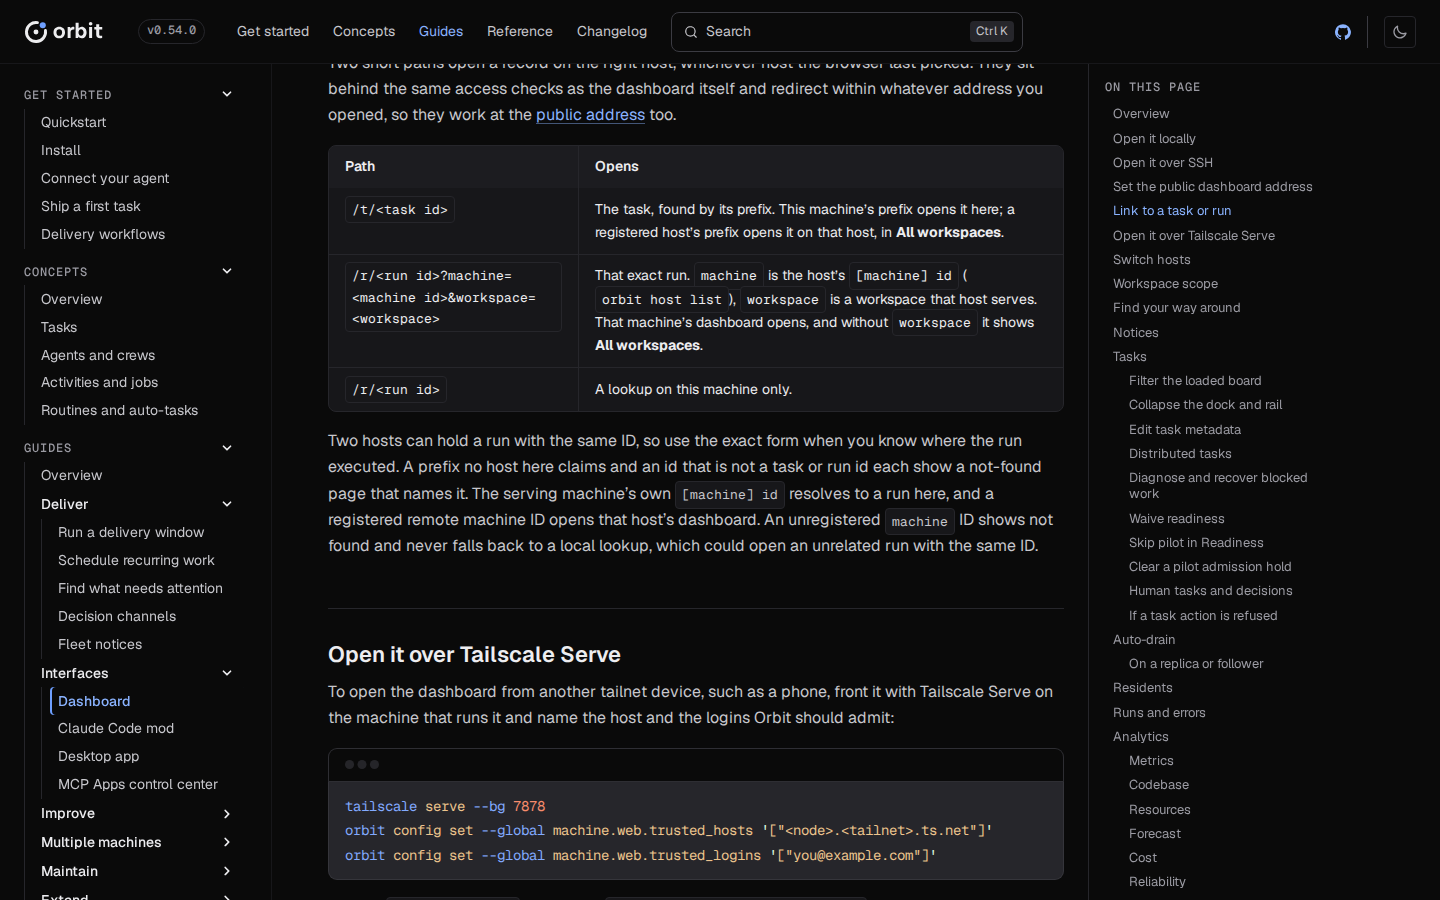 orbit
v0.54.0
Get started
Concepts
Guides
Reference
Changelog
Search
Ctrl K
GET STARTED
Quickstart
Install
Connect your agent
Ship a first task
Delivery workflows
CONCEPTS
Overview
Tasks
Agents and crews
Activities and jobs
Routines and auto-tasks
GUIDES
Overview
Deliver
Run a delivery window
Schedule recurring work
Find what needs attention
Decision channels
Fleet notices
Interfaces
Dashboard
Claude Code mod
Desktop app
MCP Apps control center
Improve
Multiple machines
Maintain
Extend
Two short paths open a record on the right host, whichever host the browser last picked. They sit
behind the same access checks as the dashboard itself and redirect within whatever address you
opened, so they work at the public address too.
Path
Opens
/t/<task id>
The task, found by its prefix. This machine's prefix opens it here; a
registered host's prefix opens it on that host, in All workspaces.
/r/<run id>?machine=
<machine id>&workspace=
<workspace>
That exact run. machine is the host's [machine] id (
orbit host list ), workspace is a workspace that host serves.
That machine's dashboard opens, and without workspace it shows
All workspaces.
/r/<run id>
A lookup on this machine only.
Two hosts can hold a run with the same ID, so use the exact form when you know where the run
executed. A prefix no host here claims and an id that is not a task or run id each show a not-found
page that names it. The serving machine's own [machine] id resolves to a run here, and a
registered remote machine ID opens that host's dashboard. An unregistered machine ID shows not
found and never falls back to a local lookup, which could open an unrelated run with the same ID.
Open it over Tailscale Serve
To open the dashboard from another tailnet device, such as a phone, front it with Tailscale Serve on
the machine that runs it and name the host and the logins Orbit should admit:
tailscale serve --bg 7878
orbit config set --global machine.web.trusted_hosts '["<node>.<tailnet>.ts.net"]'
orbit config set --global machine.web.trusted_logins '["you@example.com"]'
ON THIS PAGE
Overview
Open it locally
Open it over SSH
Set the public dashboard address
Link to a task or run
Open it over Tailscale Serve
Switch hosts
Workspace scope
Find your way around
Notices
Tasks
Filter the loaded board
Collapse the dock and rail
Edit task metadata
Distributed tasks
Diagnose and recover blocked
work
Waive readiness
Skip pilot in Readiness
Clear a pilot admission hold
Human tasks and decisions
If a task action is refused
Auto-drain
On a replica or follower
Residents
Runs and errors
Analytics
Metrics
Codebase
Resources
Forecast
Cost
Reliability